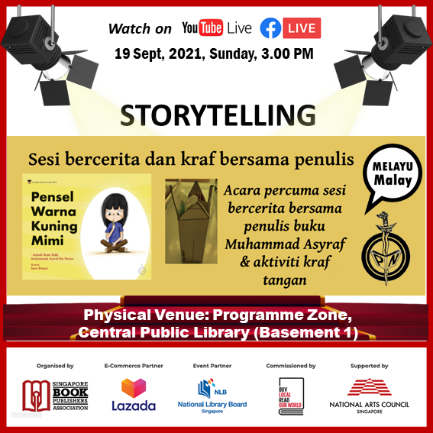 Watch on YouTube Live LIVE
19 Sept, 2021, Sunday, 3.00 PM
STORYTELLING
Sesi bercerita dan kraf bersama penulis
MELAYU
Malay
Pensel
Warna
Kuning
Mimi
Acara percuma sesi
bercerita bersama
penulis buku
Muhammad Asyraf
& aktiviti kraf
tangan
Physical Venue: Programme Zone,
Central Public Library (Basement 1)
Organised by
E-Commerce Partner
Event Partner
Commissioned by
Supported by
SINGAPORE
BOOK
PUBLISHERS
ASSOCIATION
Lazada
NLB
National Library Board
Singapore
BUY
LOCAL
READ
OUR WORLD
NATIONAL ARTS COUNCIL
SINGAPORE